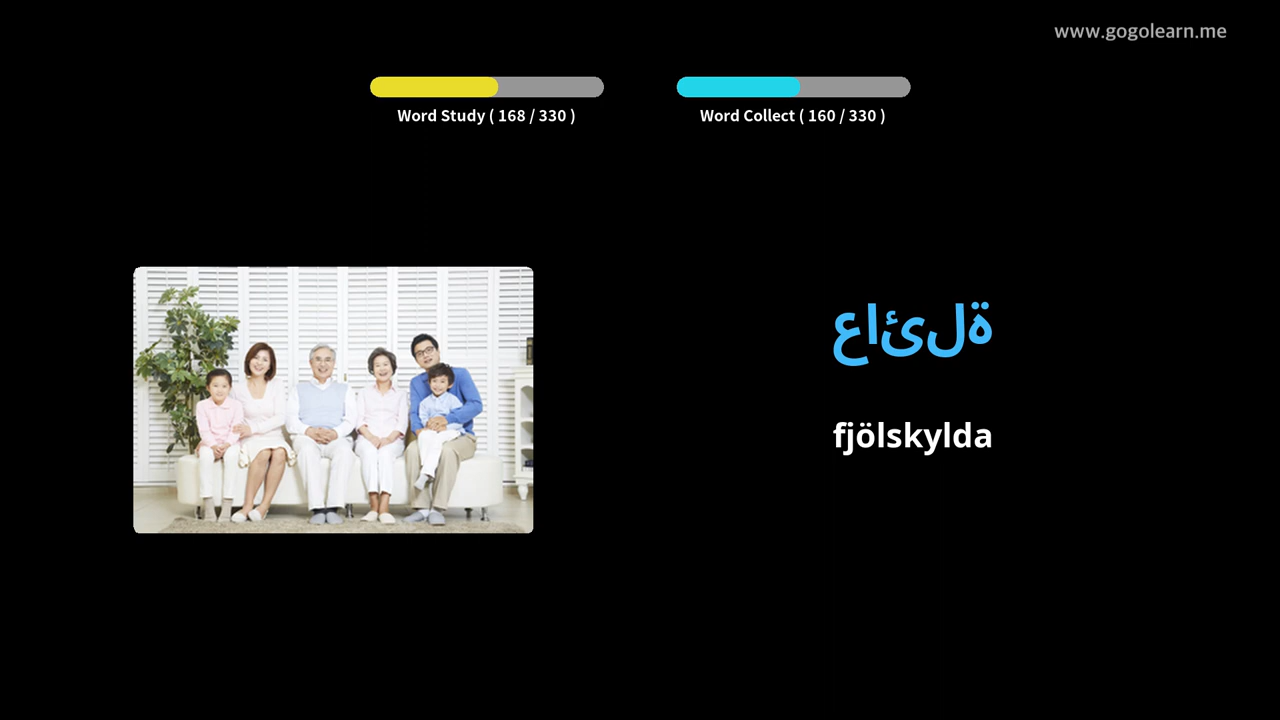 www.gogolearn.me
Word Study ( 168 / 330 )
Word Collect ( 160 / 330 )
عائلة
fjölskylda